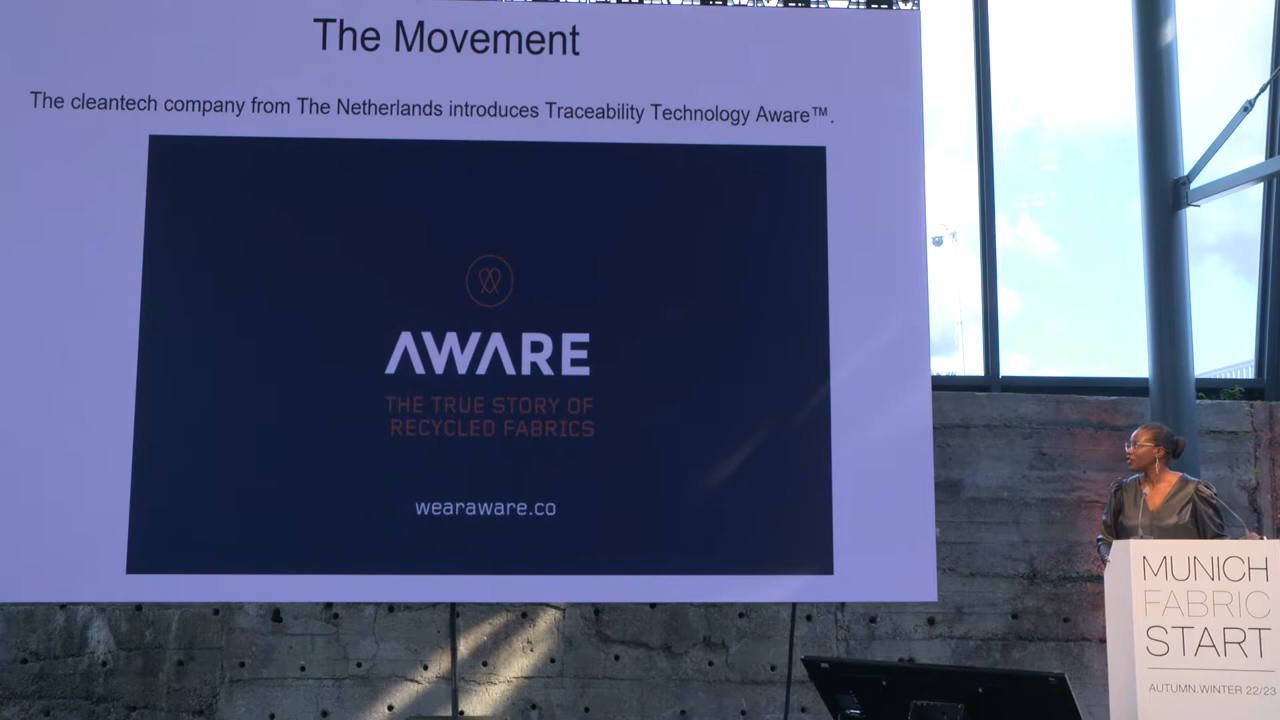 The Movement
The cleantech company from The Netherlands introduces Traceability Technology Aware™.
AWARE
THE TRUE STORY OF
RECYCLED FABRICS
wearaware.co
MUNICH
FABRIC
START
AUTUMN.WINTER 22/23